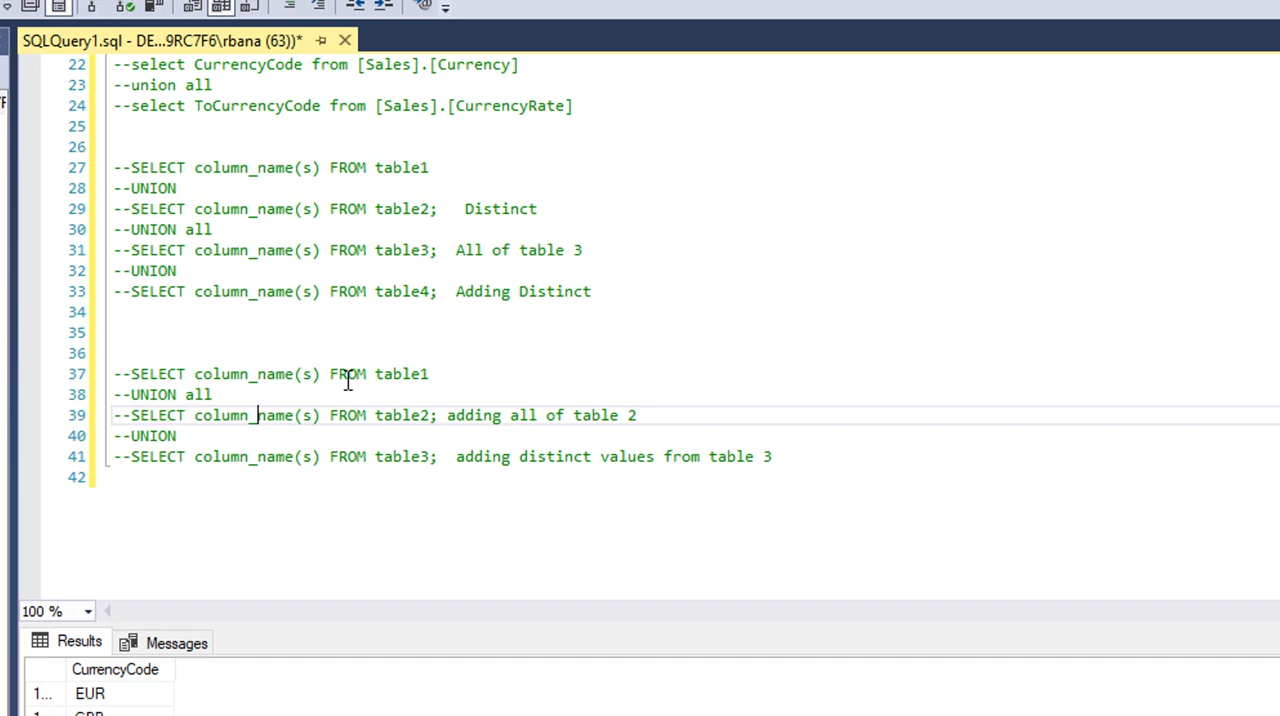 SQLQuery1.sql - DE...9RC7F6\rbana (63))*
22 --select CurrencyCode from [Sales].[Currency]
23 --union all
24 --select ToCurrencyCode from [Sales].[CurrencyRate]
25
26
27 --SELECT column_name(s) FROM table1
28 --UNION
29 --SELECT column_name(s) FROM table2;   Distinct
30 --UNION all
31 --SELECT column_name(s) FROM table3;  All of table 3
32 --UNION
33 --SELECT column_name(s) FROM table4;  Adding Distinct
34
35
36
37 --SELECT column_name(s) FROM table1
38 --UNION all
39 --SELECT column_name(s) FROM table2; adding all of table 2
40 --UNION
41 --SELECT column_name(s) FROM table3;  adding distinct values from table 3
42
100 %
Results Messages
CurrencyCode
1... EUR